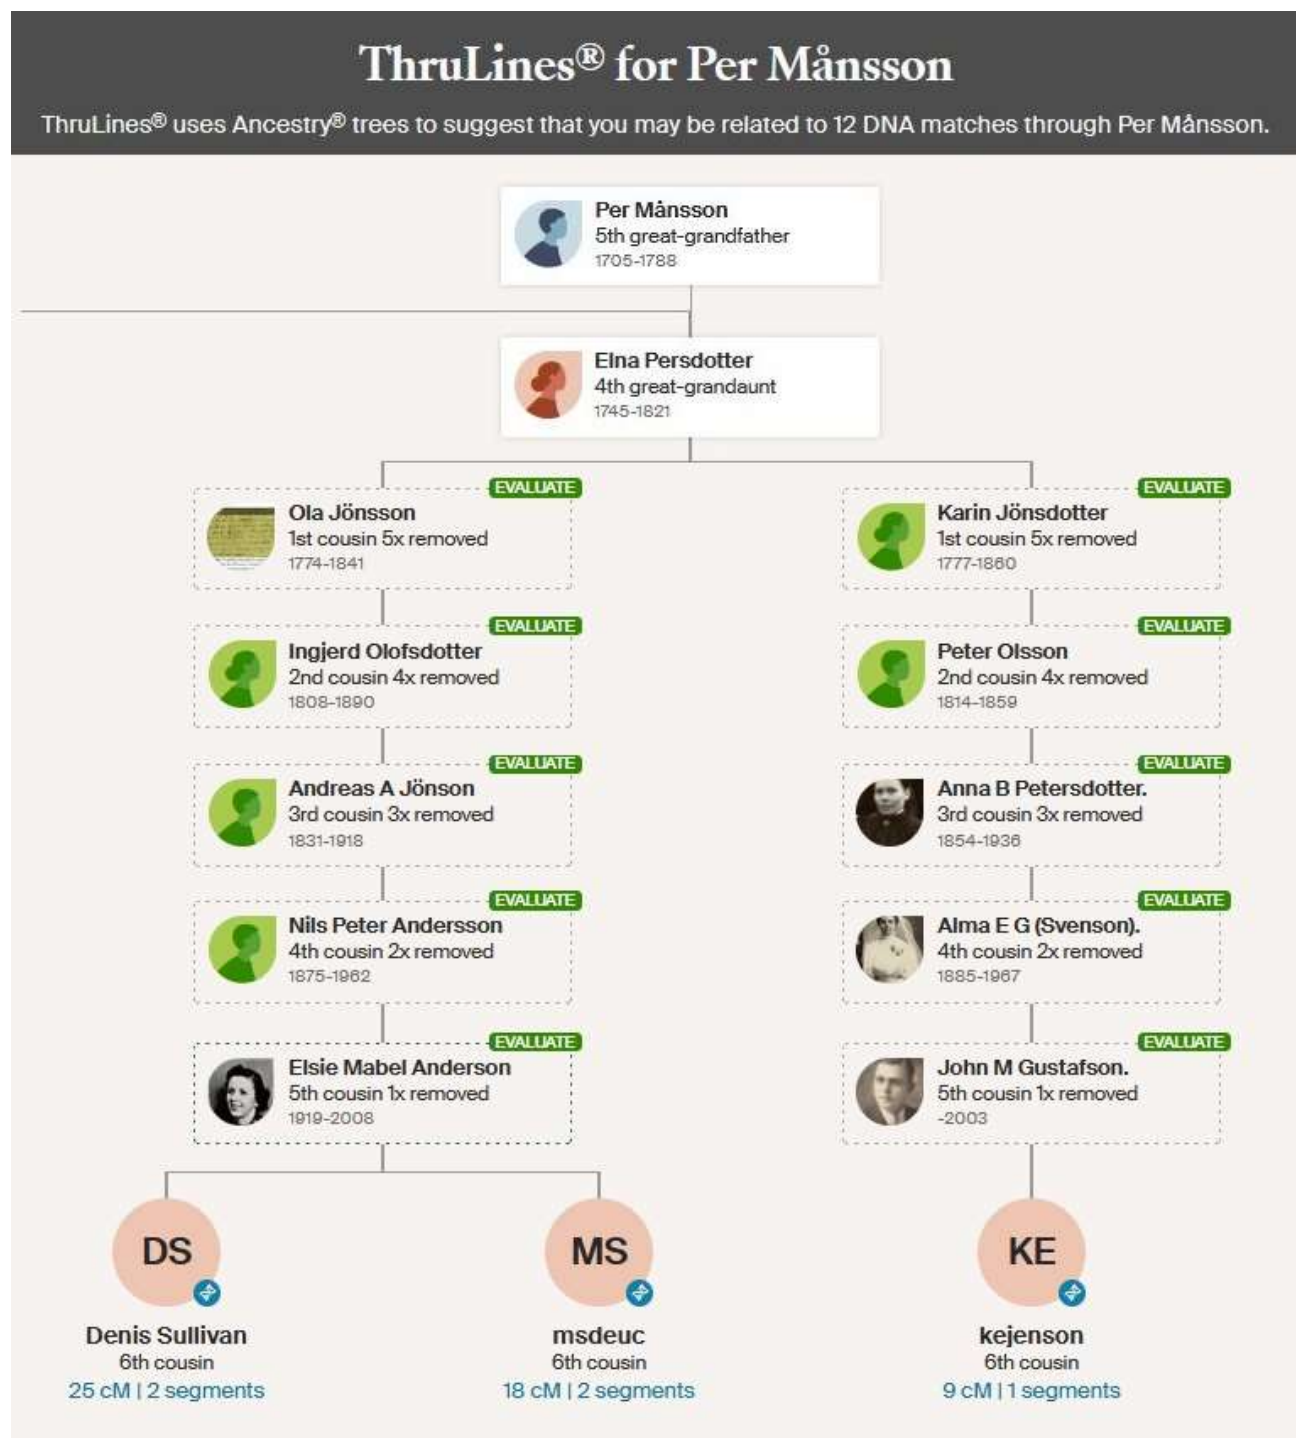 ThruLines® for Per Månsson
ThruLines® uses Ancestry® trees to suggest that you may be related to 12 DNA matches through Per Månsson.
Per Månsson
5th great-grandfather
1705-1788
Elna Persdotter
4th great-grandaunt
1745-1821
EVALUATE
Ola Jönsson
1st cousin 5x removed
1774-1841
EVALUATE
Karin Jönsdotter
1st cousin 5x removed
1777-1860
EVALUATE
Ingjerd Olofsdotter
2nd cousin 4x removed
1808-1890
EVALUATE
Peter Olsson
2nd cousin 4x removed
1814-1859
EVALUATE
Andreas A Jönson
3rd cousin 3x removed
1831-1918
EVALUATE
Anna B Petersdotter.
3rd cousin 3x removed
1854-1936
EVALUATE
Nils Peter Andersson
4th cousin 2x removed
1875-1962
EVALUATE
Alma E G (Svenson).
4th cousin 2x removed
1885-1967
EVALUATE
Elsie Mabel Anderson
5th cousin 1x removed
1919-2008
EVALUATE
John M Gustafson.
5th cousin 1x removed
-2003
DS
Denis Sullivan
6th cousin
25 cM | 2 segments
MS
msdeuc
6th cousin
18 cM | 2 segments
KE
kejenson
6th cousin
9 cM | 1 segments